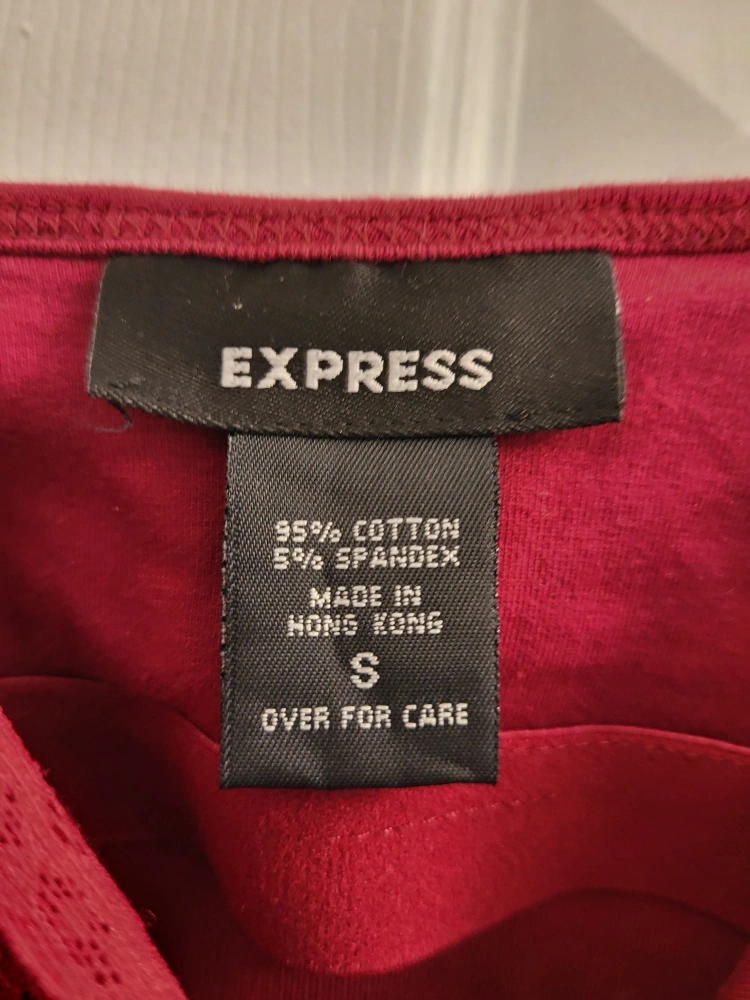 EXPRESS
95% COTTON
5% SPANDEX
MADE IN
HONG KONG
S
OVER FOR CARE